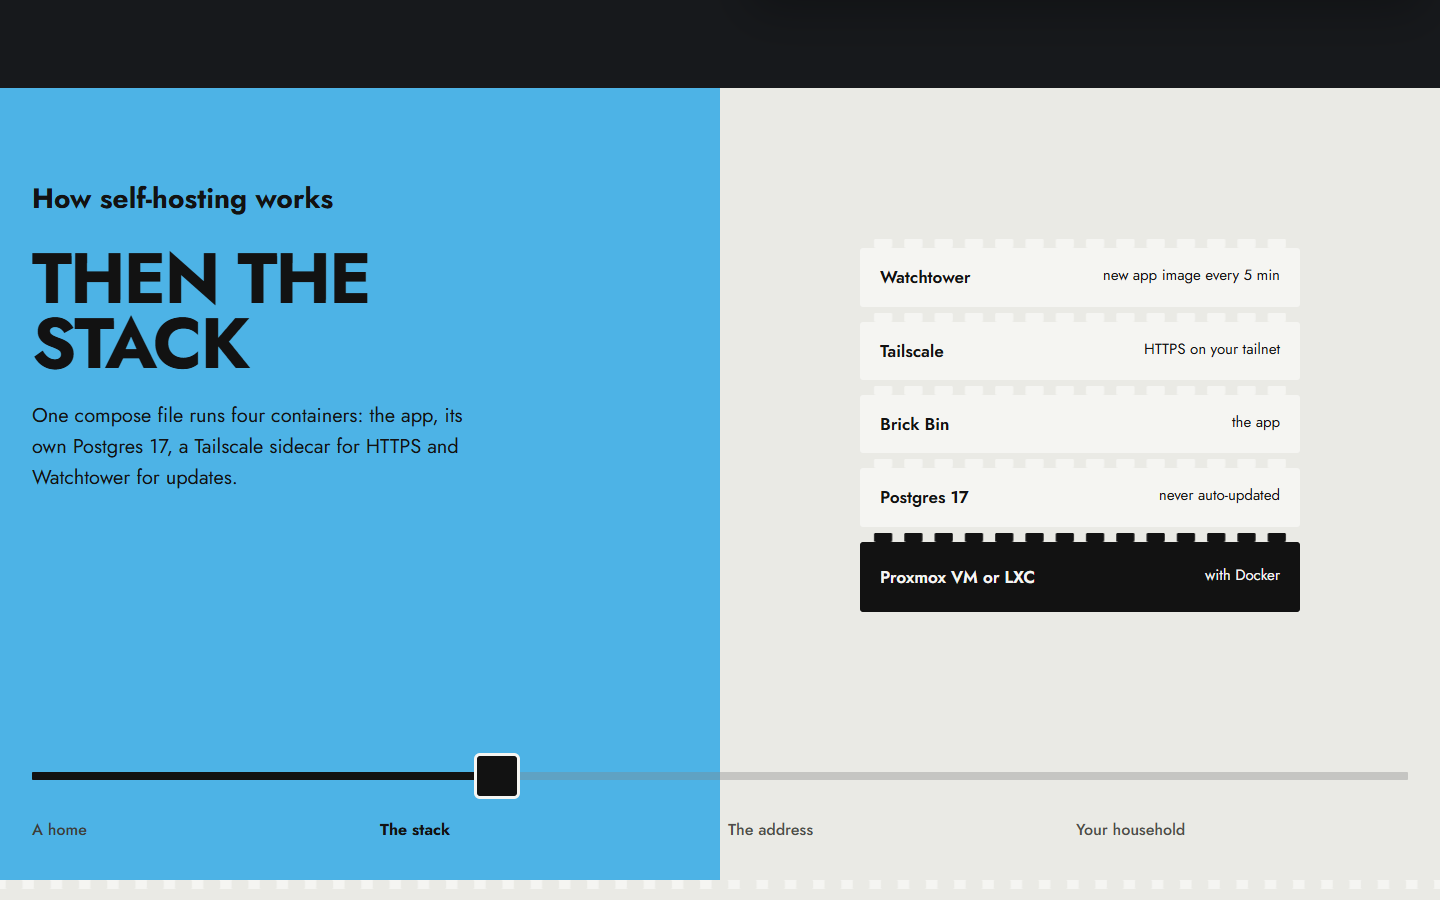 How self-hosting works
THEN THE
STACK
One compose file runs four containers: the app, its
own Postgres 17, a Tailscale sidecar for HTTPS and
Watchtower for updates.
Watchtower new app image every 5 min
Tailscale HTTPS on your tailnet
Brick Bin the app
Postgres 17 never auto-updated
Proxmox VM or LXC with Docker
A home The stack The address Your household